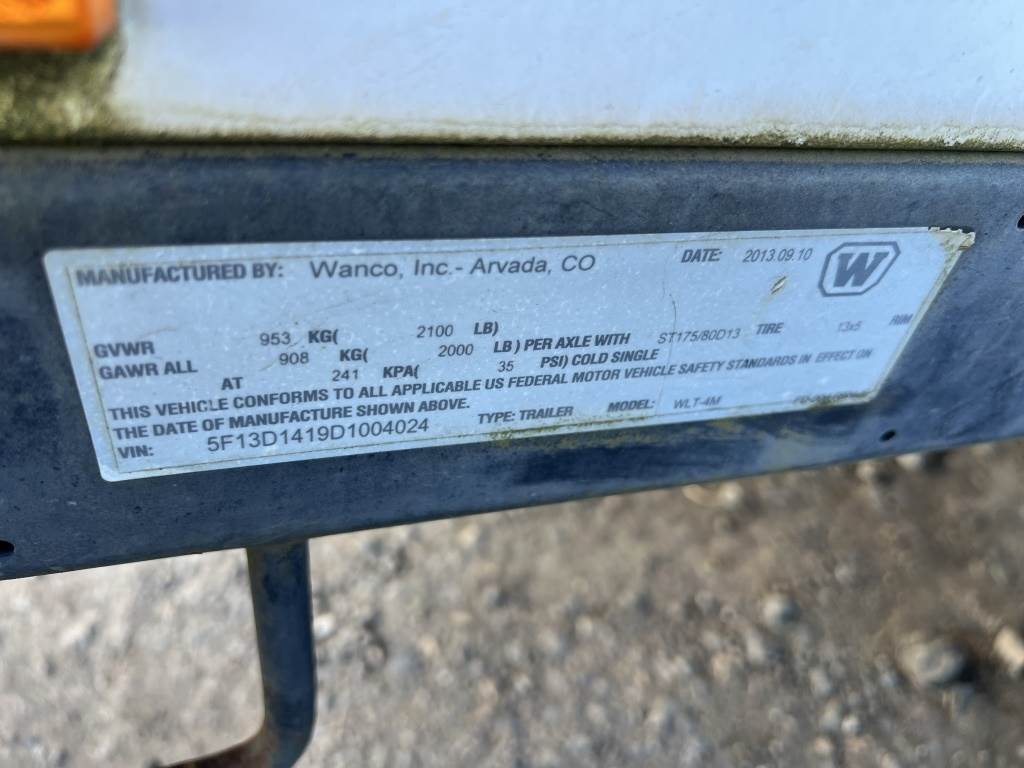 MANUFACTURED BY: Wanco, Inc.- Arvada, CO DATE: 2013.09.10 W
GVWR 953 KG( 2100 LB)
GAWR ALL 908 KG( 2000 LB) PER AXLE WITH ST175/80D13 TIRE 13x5 RIM
AT 241 KPA( 35 PSI) COLD SINGLE
THIS VEHICLE CONFORMS TO ALL APPLICABLE US FEDERAL MOTOR VEHICLE SAFETY STANDARDS IN EFFECT ON
THE DATE OF MANUFACTURE SHOWN ABOVE.
VIN: 5F13D1419D1004024 TYPE: TRAILER MODEL: WLT-4M